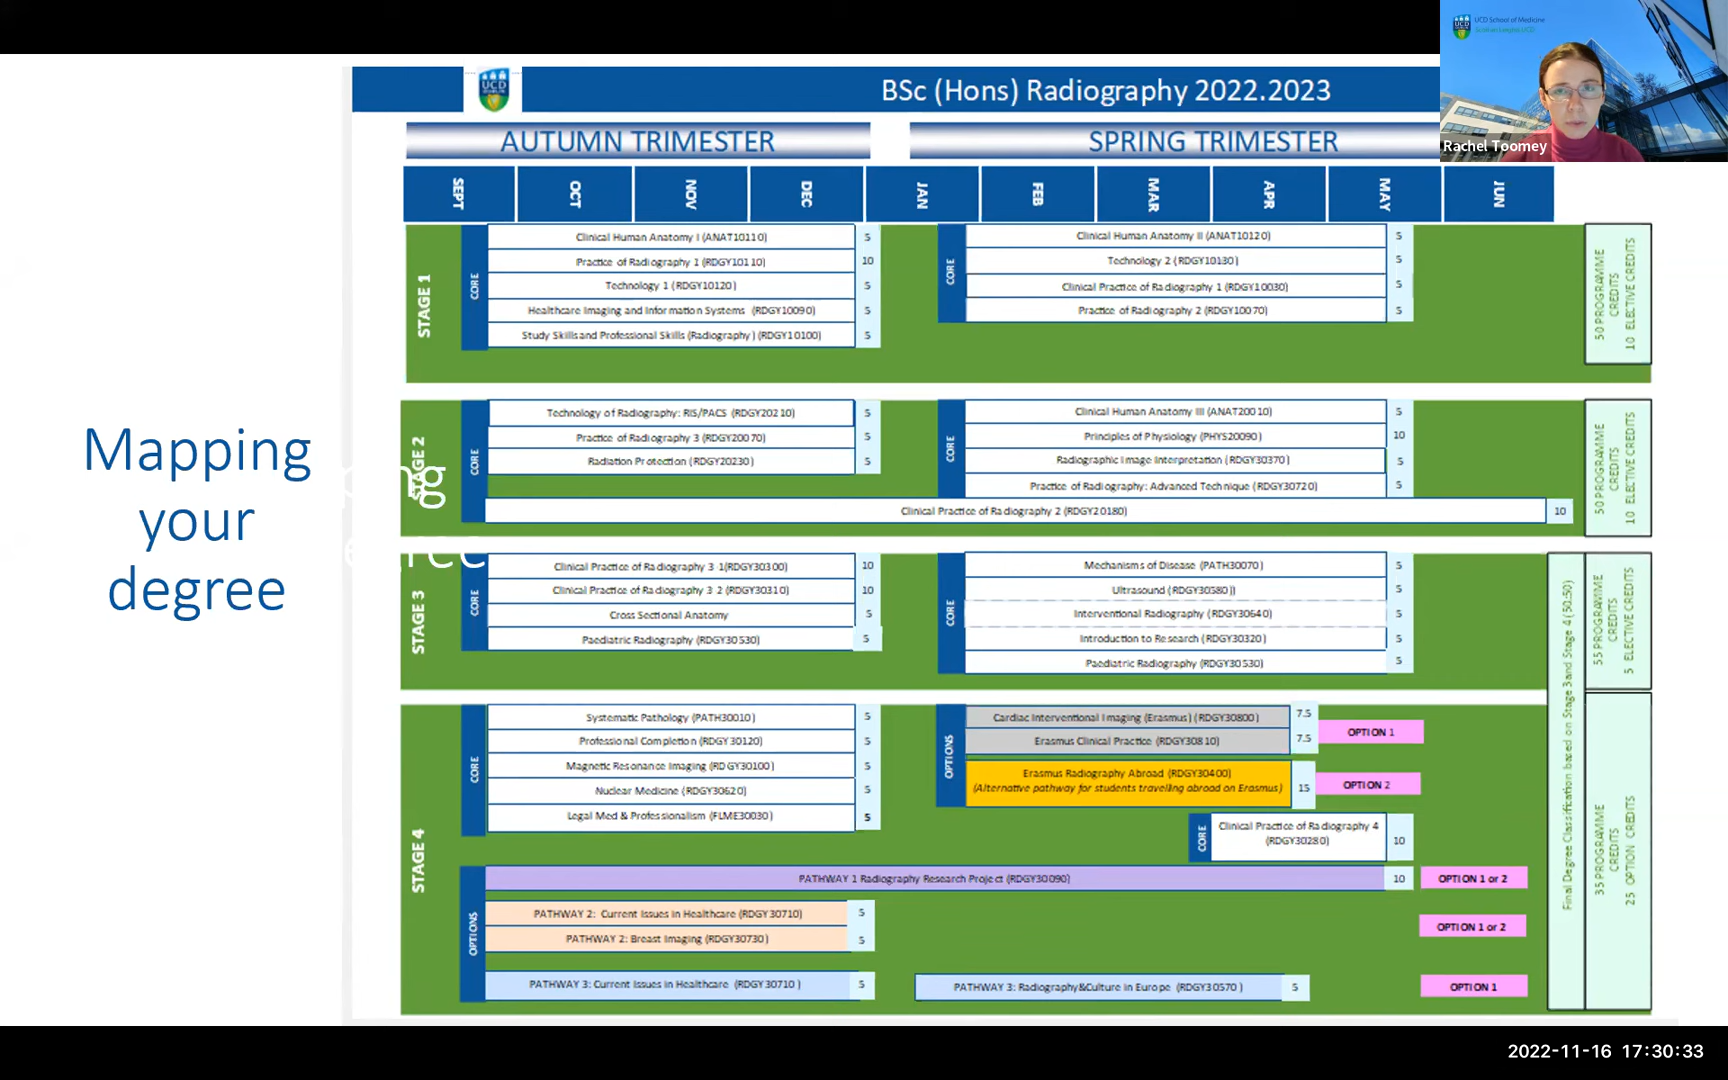 UCD School of Medicine
UCD
DUBLIN
BSc (Hons) Radiography 2022.2023
Rachel Toomey
AUTUMN TRIMESTER
SPRING TRIMESTER
SEPT
OCT
NOV
DEC
JAN
FEB
MAR
APR
MAY
JUN
Mapping
your
degree
STAGE 1
CORE
Clinical Human Anatomy I (ANAT10110) 5
Practice of Radiography 1 (RDGY10110) 10
Technology 1 (RDGY10120) 5
Healthcare Imaging and Information Systems (RDGY10090) 5
Study Skills and Professional Skills (Radiography) (RDGY10100) 5
CORE
Clinical Human Anatomy II (ANAT10120) 5
Technology 2 (RDGY10130) 5
Clinical Practice of Radiography 1 (RDGY10030) 5
Practice of Radiography 2 (RDGY10070) 5
50 PROGRAMME
CREDITS
10 ELECTIVE CREDITS
STAGE 2
CORE
Technology of Radiography: RIS/PACS (RDGY20210) 5
Practice of Radiography 3 (RDGY20070) 5
Radiation Protection (RDGY20230) 5
CORE
Clinical Human Anatomy III (ANAT20010) 5
Principles of Physiology (PHYS20090) 10
Radiographic Image Interpretation (RDGY30370) 5
Practice of Radiography: Advanced Technique (RDGY30720) 5
Clinical Practice of Radiography 2 (RDGY20180) 10
50 PROGRAMME
CREDITS
10 ELECTIVE CREDITS
STAGE 3
CORE
Clinical Practice of Radiography 3 1(RDGY30300) 10
Clinical Practice of Radiography 3 2 (RDGY30310) 10
Cross Sectional Anatomy 5
Paediatric Radiography (RDGY30530) 5
CORE
Mechanisms of Disease (PATH30070) 5
Ultrasound (RDGY30580)) 5
Interventional Radiography (RDGY30640) 5
Introduction to Research (RDGY30320) 5
Paediatric Radiography (RDGY30530) 5
55 PROGRAMME
CREDITS
5 ELECTIVE CREDITS
Final Degree Classification based on Stage 3and Stage 4 (50:50)
STAGE 4
CORE
Systematic Pathology (PATH30010) 5
Professional Completion (RDGY30120) 5
Magnetic Resonance Imaging (RDGY30100) 5
Nuclear Medicine (RDGY30620) 5
Legal Med & Professionalism (FLME30030) 5
OPTIONS
Cardiac Interventional Imaging (Erasmus) (RDGY30800) 7.5
Erasmus Clinical Practice (RDGY30810) 7.5
OPTION 1
Erasmus Radiography Abroad (RDGY30400)
(Alternative pathway for students travelling abroad on Erasmus) 15
OPTION 2
CORE
Clinical Practice of Radiography 4
(RDGY30280) 10
OPTIONS
PATHWAY 1 Radiography Research Project (RDGY30090) 10
OPTION 1 or 2
PATHWAY 2: Current Issues in Healthcare (RDGY30710) 5
PATHWAY 2: Breast Imaging (RDGY30730) 5
OPTION 1 or 2
PATHWAY 3: Current Issues in Healthcare (RDGY30710 ) 5
PATHWAY 3: Radiography&Culture in Europe (RDGY30570 ) 5
OPTION 1
35 PROGRAMME
CREDITS
25 OPTION CREDITS
2022-11-16 17:30:33